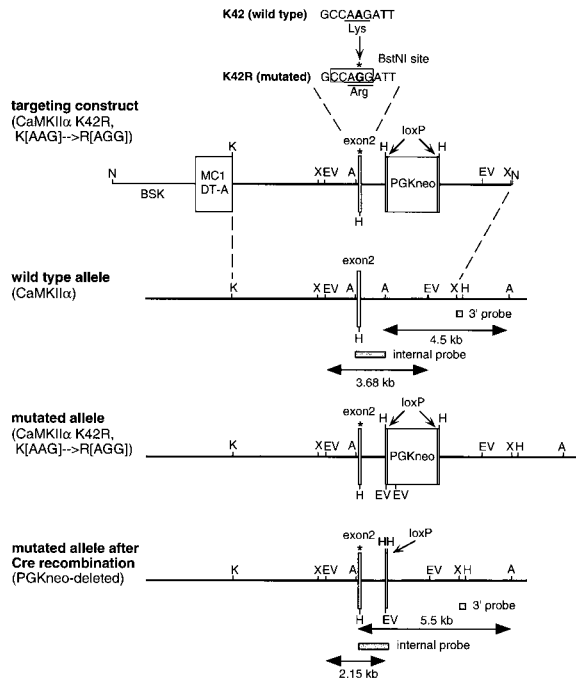 K42 (wild type) GCCAAGATT
Lys
* BstNI site
K42R (mutated) GCCAGGATT
Arg
targeting construct
(CaMKIIα K42R,
K[AAG]-->R[AGG])
exon2 loxP
K * H H
N MC1 DT-A X EV A PGKneo EV X N
BSK
H
exon2
wild type allele
(CaMKIIα)
K X EV A A EV X H A
3' probe
H 4.5 kb
internal probe
3.68 kb
mutated allele
(CaMKIIα K42R,
K[AAG]-->R[AGG])
loxP
exon2
* H H
K X EV A PGKneo EV X H A
H EV EV
mutated allele after
Cre recombination
(PGKneo-deleted)
exon2 HH loxP
*
K X EV A EV X H A
3' probe
H EV 5.5 kb
internal probe
2.15 kb